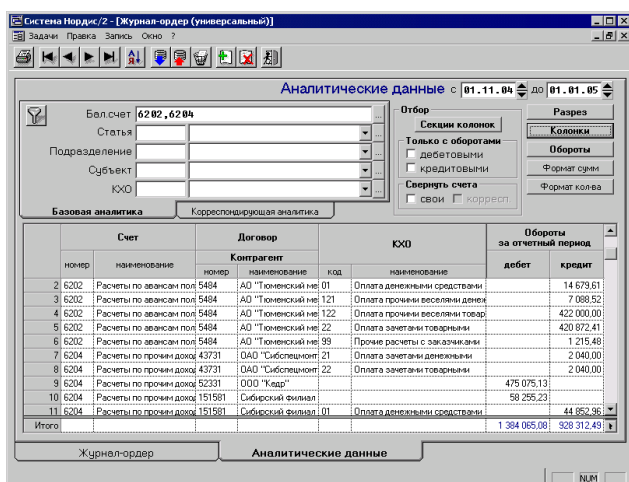 Система Нордис/2 - [Журнал-ордер (универсальный)]
Задачи Правка Запись Окно ?
Аналитические данные с 01.11.04 до 01.01.05
Бал.счет 6202,6204
Статья
Подразделение
Субъект
КХО
Базовая аналитика Корреспондирующая аналитика
Отбор
Секции колонок
Только с оборотами
дебетовыми
кредитовыми
Свернуть счета
свои корресп.
Разрез
Колонки
Обороты
Формат сумм
Формат кол-ва
Счет Договор КХО Обороты за отчетный период
Контрагент
номер наименование номер наименование код наименование дебет кредит
2 6202 Расчеты по авансам пол 5484 АО "Тюменский ме 01 Оплата денежными средствами 14 679,61
3 6202 Расчеты по авансам пол 5484 АО "Тюменский ме 121 Оплата прочими веселями денеж 7 088,52
4 6202 Расчеты по авансам пол 5484 АО "Тюменский ме 122 Оплата прочими веселями товар 422 000,00
5 6202 Расчеты по авансам пол 5484 АО "Тюменский ме 22 Оплата зачетами товарными 420 872,41
6 6202 Расчеты по авансам пол 5484 АО "Тюменский ме 99 Прочие расчеты с заказчиками 1 215,48
7 6204 Расчеты по прочим доход 43731 ОАО "Сибспецмонт 21 Оплата зачетами денежными 2 040,00
8 6204 Расчеты по прочим доход 43731 ОАО "Сибспецмонт 22 Оплата зачетами товарными 2 040,00
9 6204 Расчеты по прочим доход 52331 ООО "Кедр" 475 075,13
10 6204 Расчеты по прочим доход 151581 Сибирский филиал 58 255,23
11 6204 Расчеты по прочим доход 151581 Сибирский филиал 01 Оплата денежными средствами 44 852,96
Итого 1 384 065,08 928 312,49
Журнал-ордер Аналитические данные
NUM